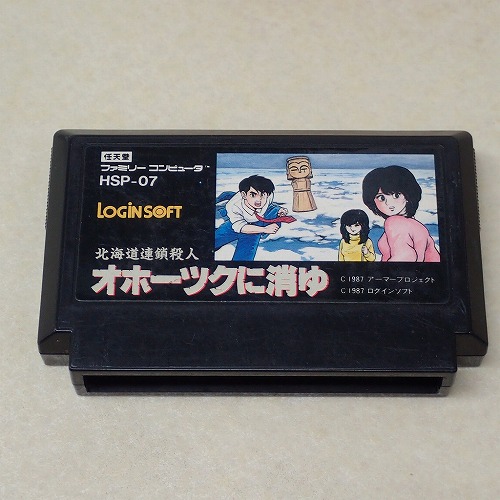 任天堂
ファミリー コンピュータ™
HSP-07
LOGiN SOFT
北海道連鎖殺人
オホーツクに消ゆ
C 1987 アーマープロジェクト
C 1987 ログインソフト